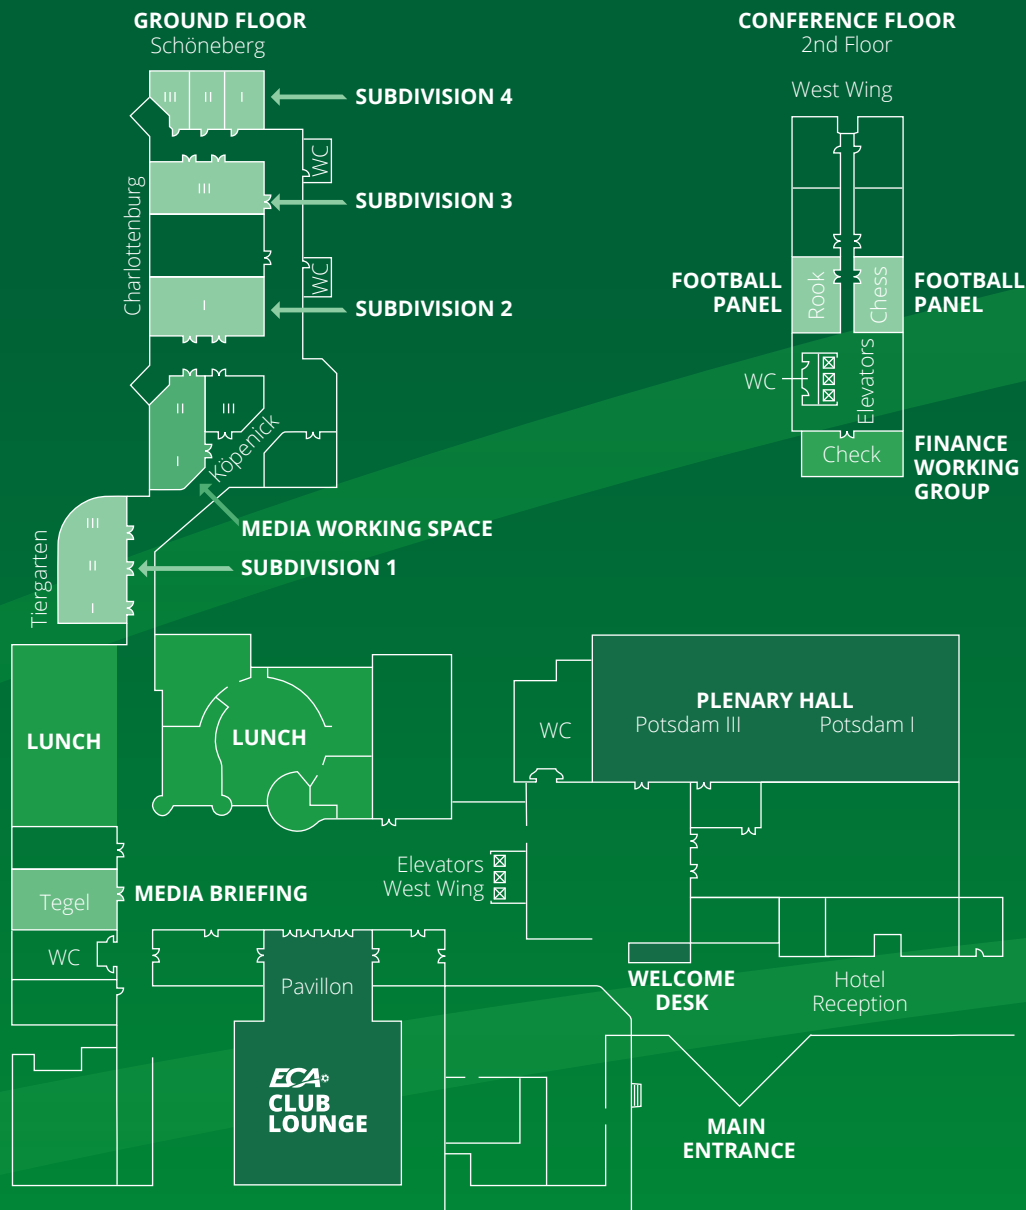 GROUND FLOOR
Schöneberg
III
II
I
SUBDIVISION 4
WC
Charlottenburg
III
SUBDIVISION 3
WC
I
SUBDIVISION 2
II
III
I
Köpenick
MEDIA WORKING SPACE
Tiergarten
III
II
I
SUBDIVISION 1
CONFERENCE FLOOR
2nd Floor
West Wing
FOOTBALL
PANEL
Rook
Chess
FOOTBALL
PANEL
WC
Elevators
Check
FINANCE
WORKING
GROUP
LUNCH
LUNCH
WC
PLENARY HALL
Potsdam III
Potsdam I
Elevators
West Wing
Tegel
MEDIA BRIEFING
WC
Pavillon
WELCOME
DESK
Hotel
Reception
ECA
CLUB
LOUNGE
MAIN
ENTRANCE